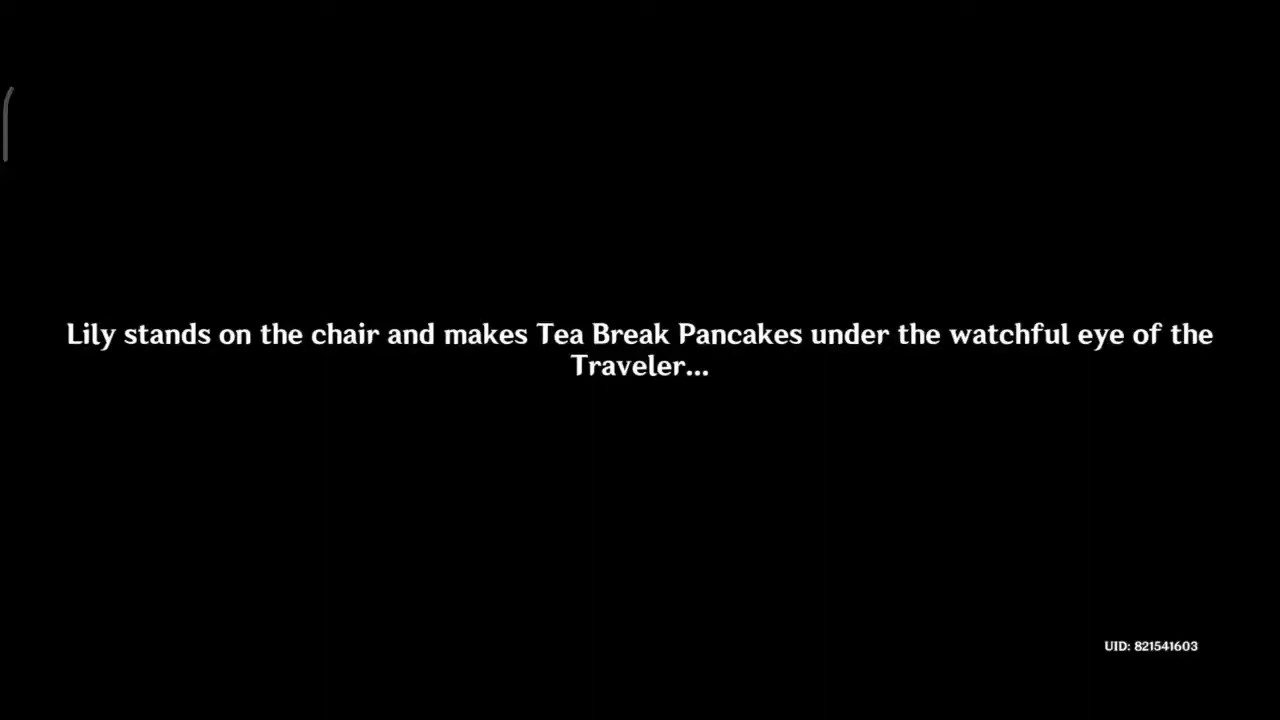 Lily stands on the chair and makes Tea Break Pancakes under the watchful eye of the
Traveler...
UID: 821541603